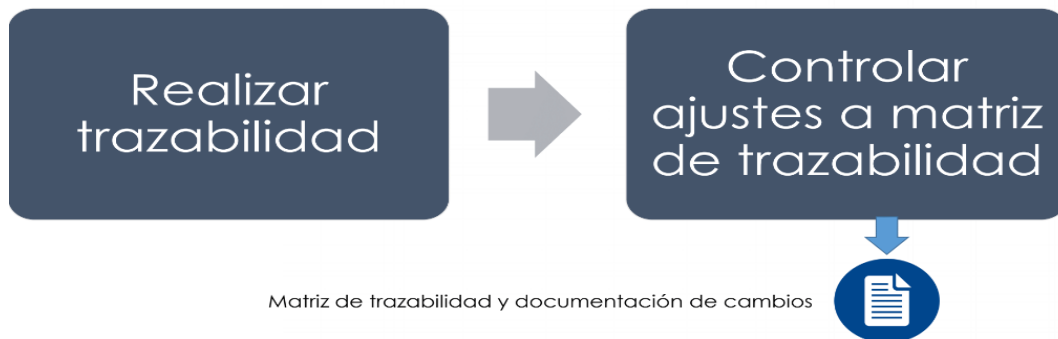 Realizar
trazabilidad
Controlar
ajustes a matriz
de trazabilidad
Matriz de trazabilidad y documentación de cambios